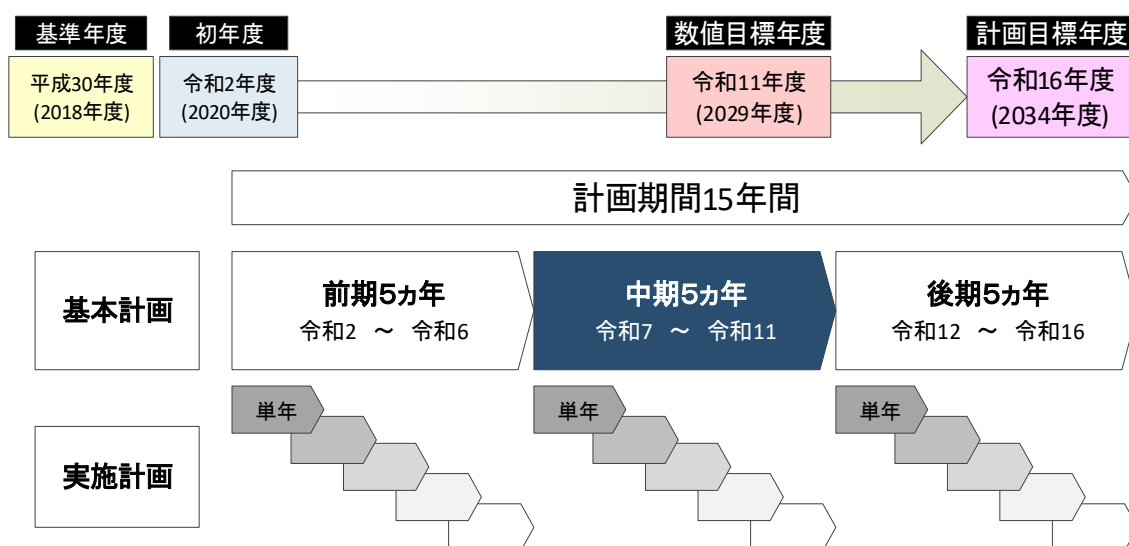 基準年度
初年度
数値目標年度
計画目標年度
平成30年度
(2018年度)
令和2年度
(2020年度)
令和11年度
(2029年度)
令和16年度
(2034年度)
計画期間15年間
基本計画
前期5ヵ年
令和2 ～ 令和6
中期5ヵ年
令和7 ～ 令和11
後期5ヵ年
令和12 ～ 令和16
実施計画
単年
単年
単年